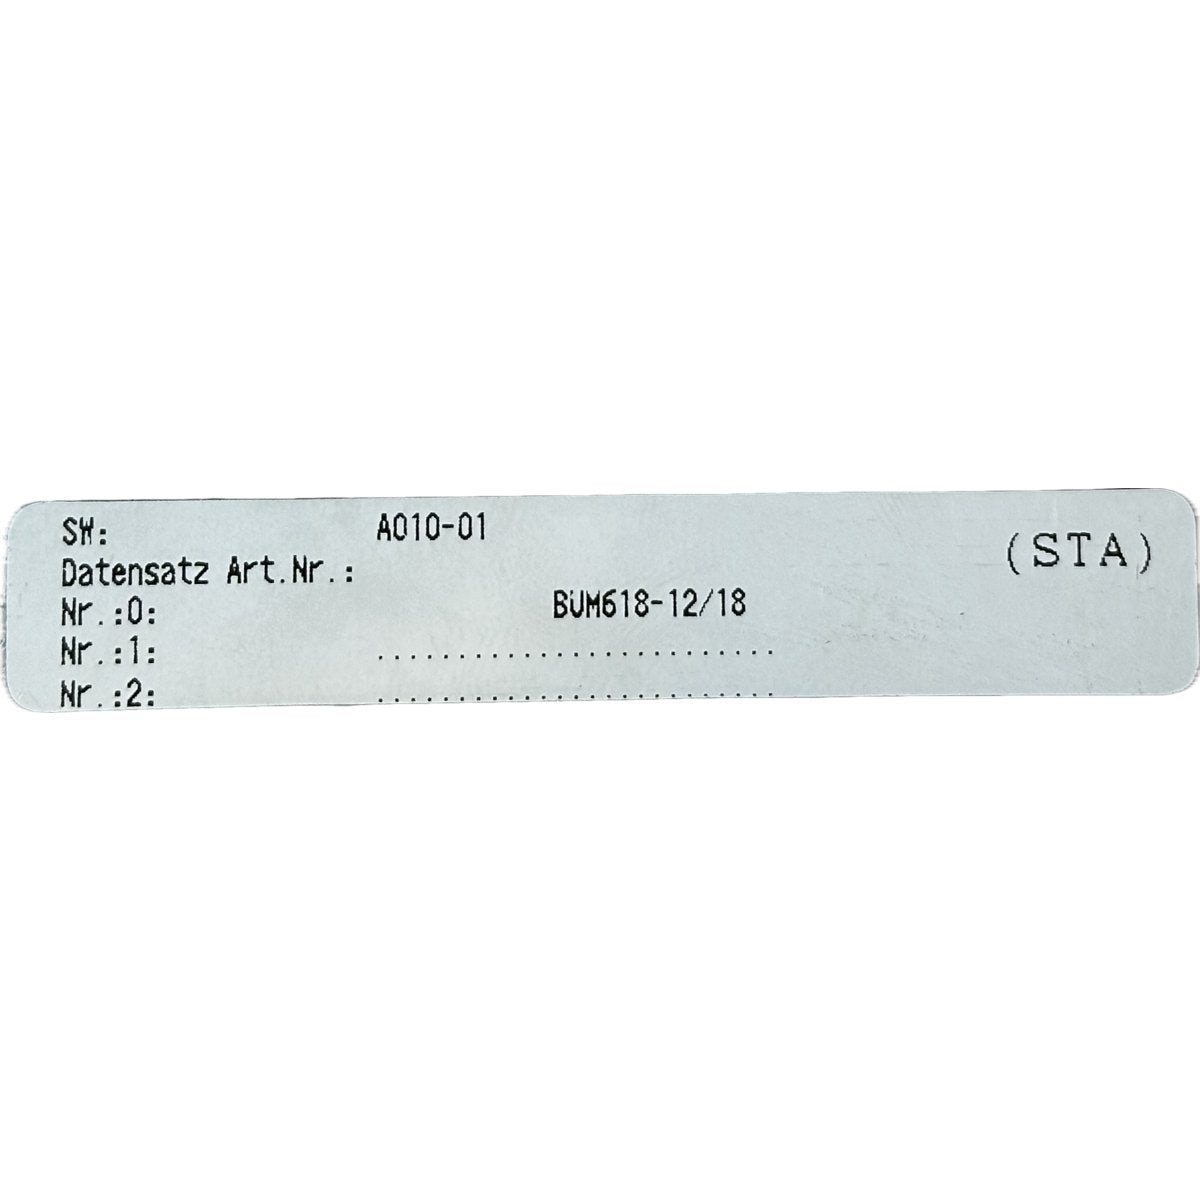 SW: A010-01
(STA)
Datensatz Art.Nr.:
Nr.:0: BUM618-12/18
Nr.:1: .........................
Nr.:2: .........................